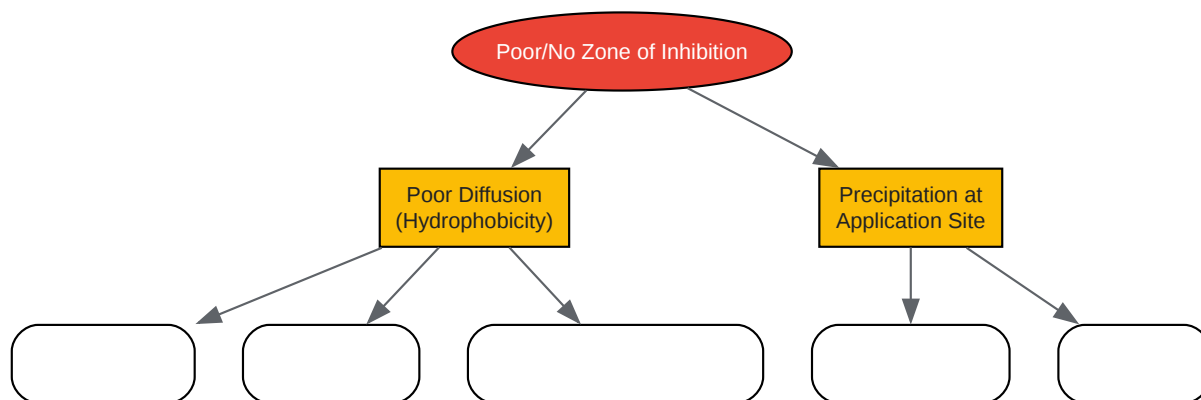 Poor/No Zone of Inhibition
Poor Diffusion
(Hydrophobicity)
Precipitation at
Application Site